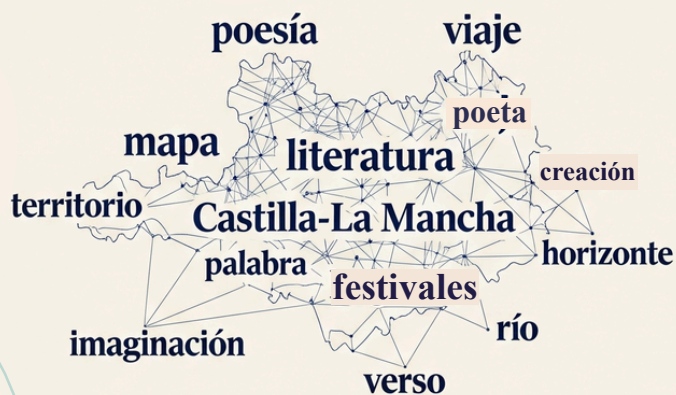 poesía
viaje
poeta
mapa
literatura
creación
territorio
Castilla-La Mancha
horizonte
palabra
festivales
río
imaginación
verso